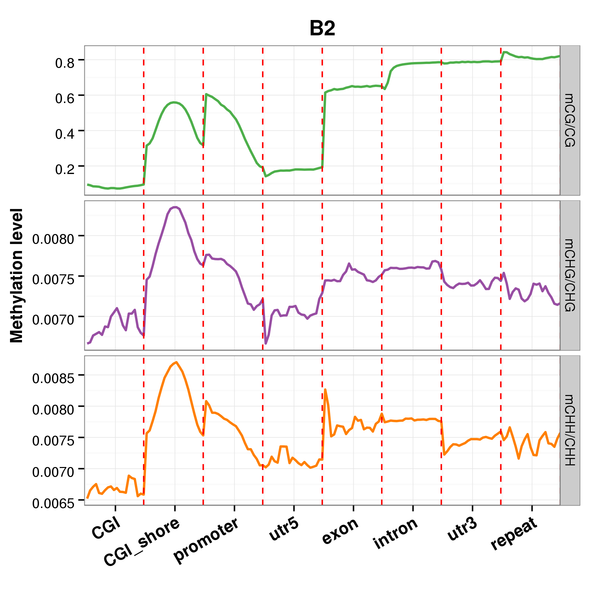 B2
Methylation level
0.8
0.6
0.4
0.2
mCG/CG
0.0080
0.0075
0.0070
mCHG/CHG
0.0085
0.0080
0.0075
0.0070
0.0065
mCHH/CHH
CGI
CGI_shore
promoter
utr5
exon
intron
utr3
repeat